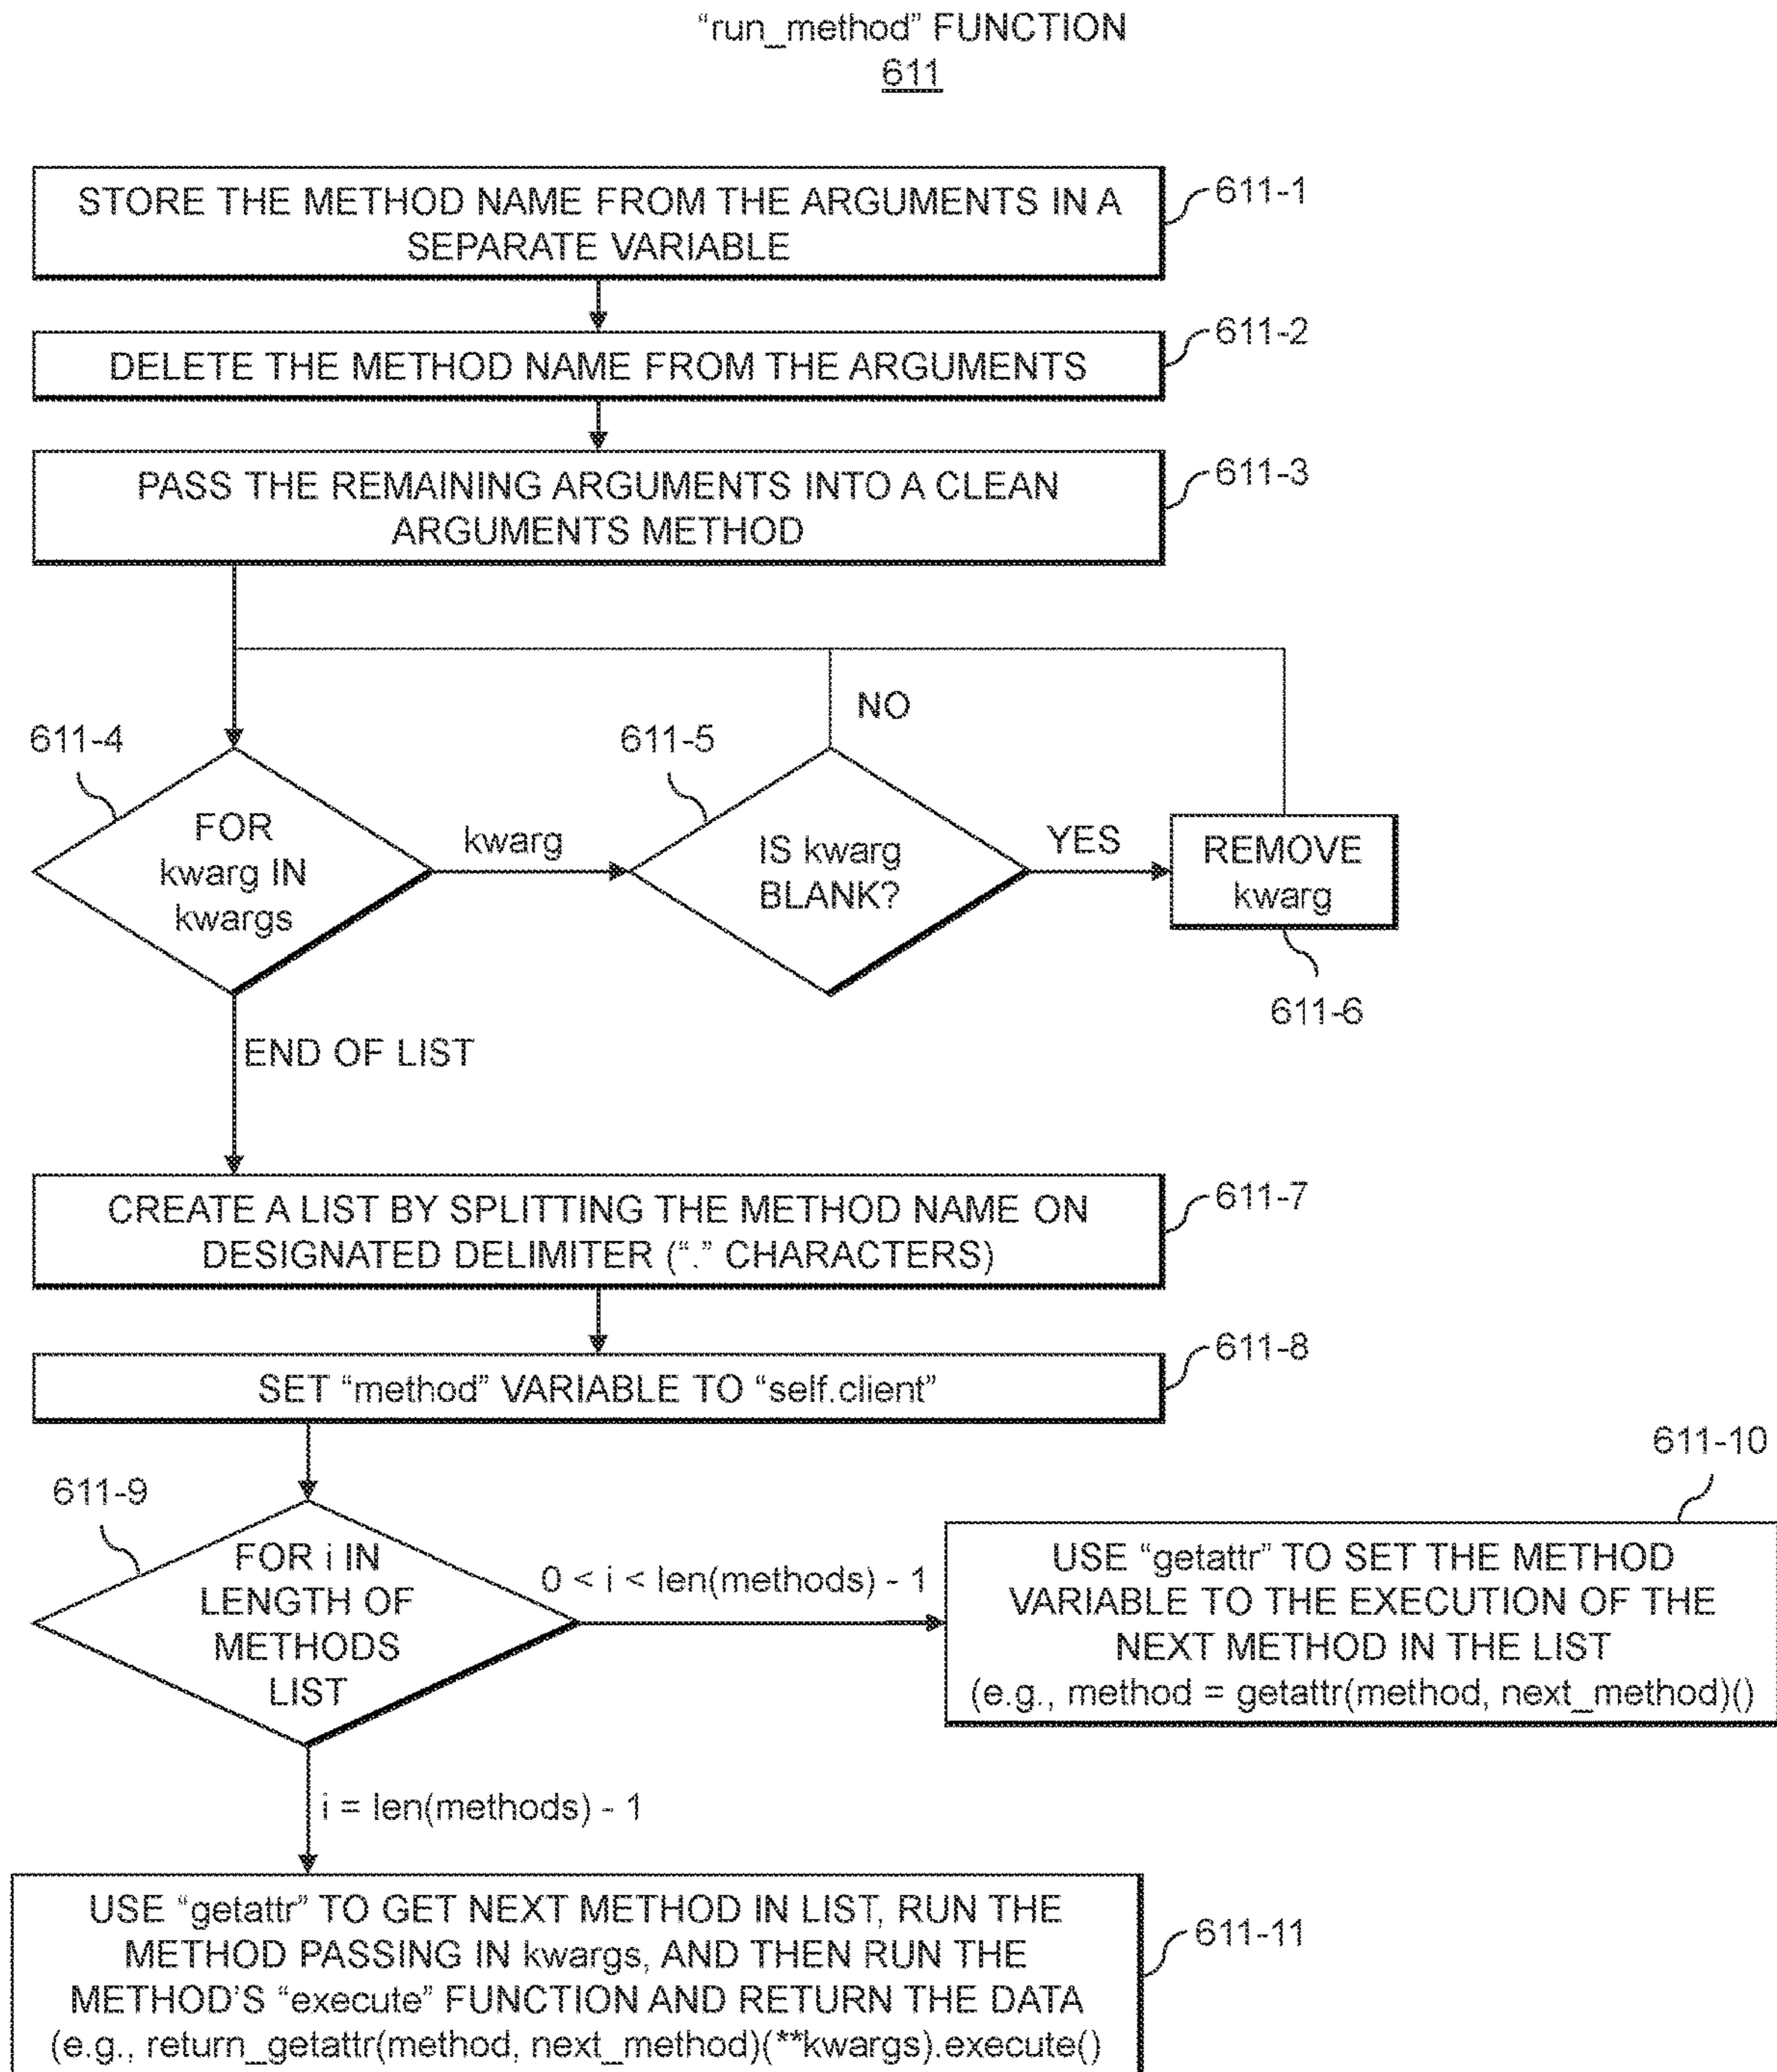 “run_method” FUNCTION
611
STORE THE METHOD NAME FROM THE ARGUMENTS IN A
SEPARATE VARIABLE
611-1
DELETE THE METHOD NAME FROM THE ARGUMENTS
611-2
PASS THE REMAINING ARGUMENTS INTO A CLEAN
ARGUMENTS METHOD
611-3
611-4
FOR
kwarg IN
kwargs
kwarg
611-5
NO
IS kwarg
BLANK?
YES
REMOVE
kwarg
611-6
END OF LIST
CREATE A LIST BY SPLITTING THE METHOD NAME ON
DESIGNATED DELIMITER (“.” CHARACTERS)
611-7
SET “method” VARIABLE TO “self.client”
611-8
611-9
FOR i IN
LENGTH OF
METHODS
LIST
0 < i < len(methods) - 1
611-10
USE “getattr” TO SET THE METHOD
VARIABLE TO THE EXECUTION OF THE
NEXT METHOD IN THE LIST
(e.g., method = getattr(method, next_method)()
i = len(methods) - 1
USE “getattr” TO GET NEXT METHOD IN LIST, RUN THE
METHOD PASSING IN kwargs, AND THEN RUN THE
METHOD’S “execute” FUNCTION AND RETURN THE DATA
(e.g., return_getattr(method, next_method)(**kwargs).execute()
611-11